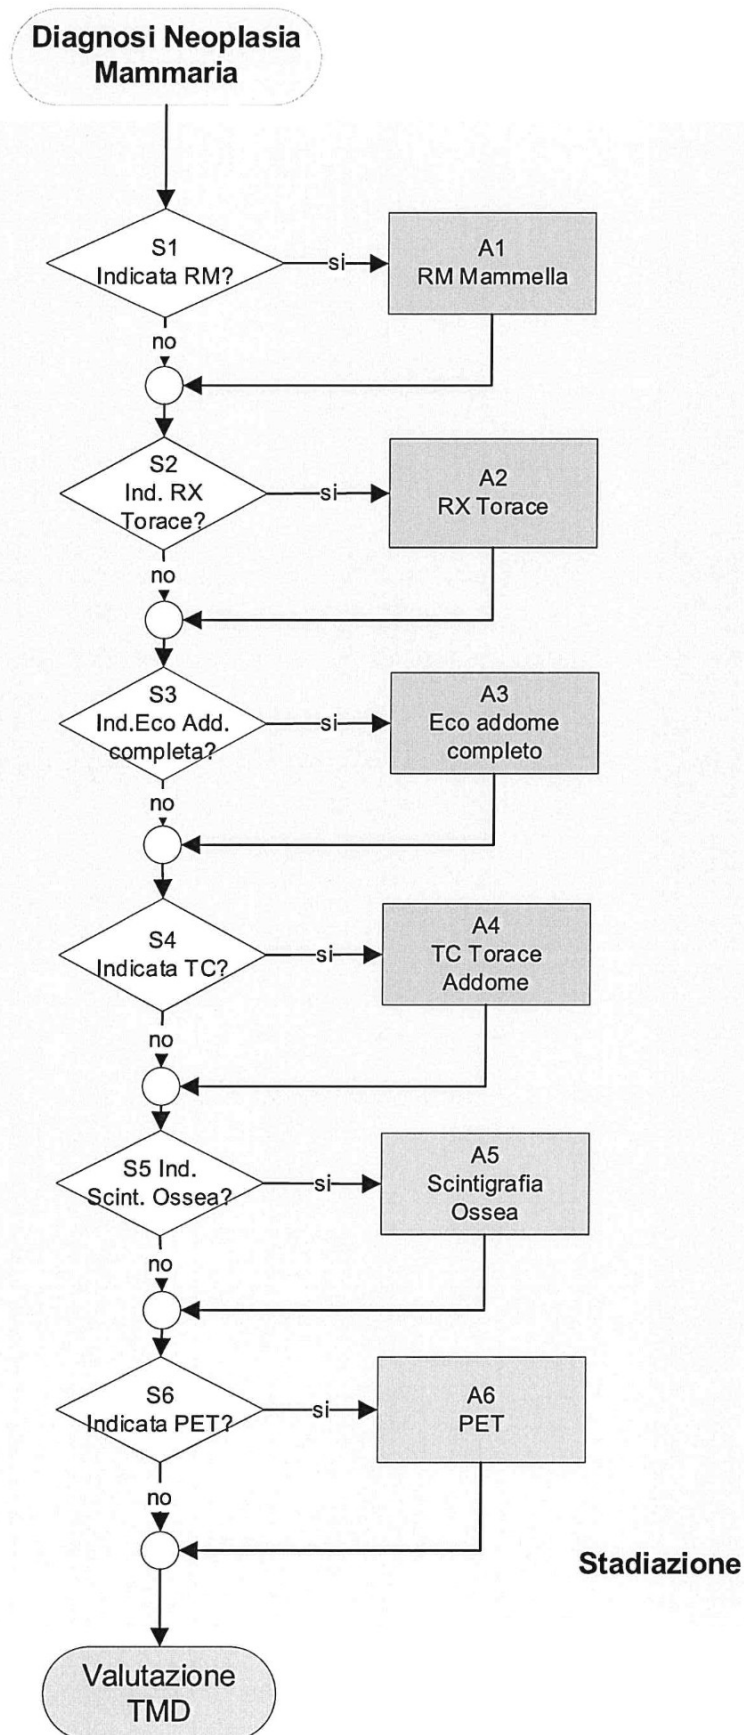 Diagnosi Neoplasia
Mammaria
S1
Indicata RM?
si
A1
RM Mammella
no
S2
Ind. RX
Torace?
si
A2
RX Torace
no
S3
Ind.Eco Add.
completa?
si
A3
Eco addome
completo
no
S4
Indicata TC?
si
A4
TC Torace
Addome
no
S5 Ind.
Scint. Ossea?
si
A5
Scintigrafia
Ossea
no
S6
Indicata PET?
si
A6
PET
no
Stadiazione
Valutazione
TMD